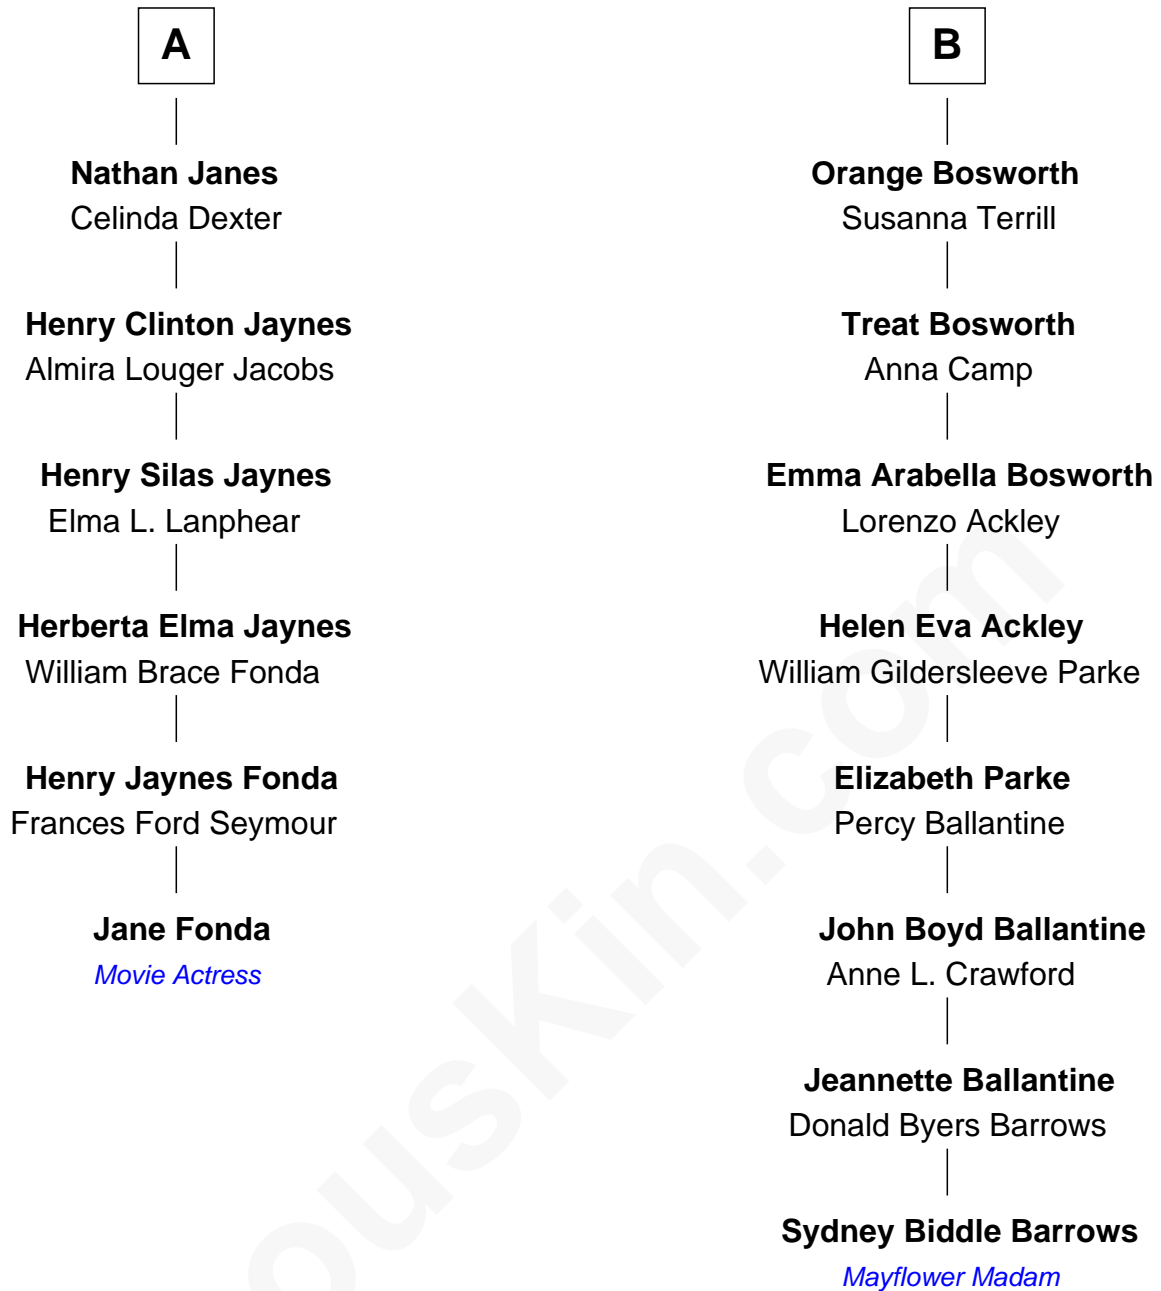 A
Nathan Janes
Celinda Dexter
Henry Clinton Jaynes
Almira Louger Jacobs
Henry Silas Jaynes
Elma L. Lanphear
Herberta Elma Jaynes
William Brace Fonda
Henry Jaynes Fonda
Frances Ford Seymour
Jane Fonda
Movie Actress
B
Orange Bosworth
Susanna Terrill
Treat Bosworth
Anna Camp
Emma Arabella Bosworth
Lorenzo Ackley
Helen Eva Ackley
William Gildersleeve Parke
Elizabeth Parke
Percy Ballantine
John Boyd Ballantine
Anne L. Crawford
Jeannette Ballantine
Donald Byers Barrows
Sydney Biddle Barrows
Mayflower Madam
ousKin.com